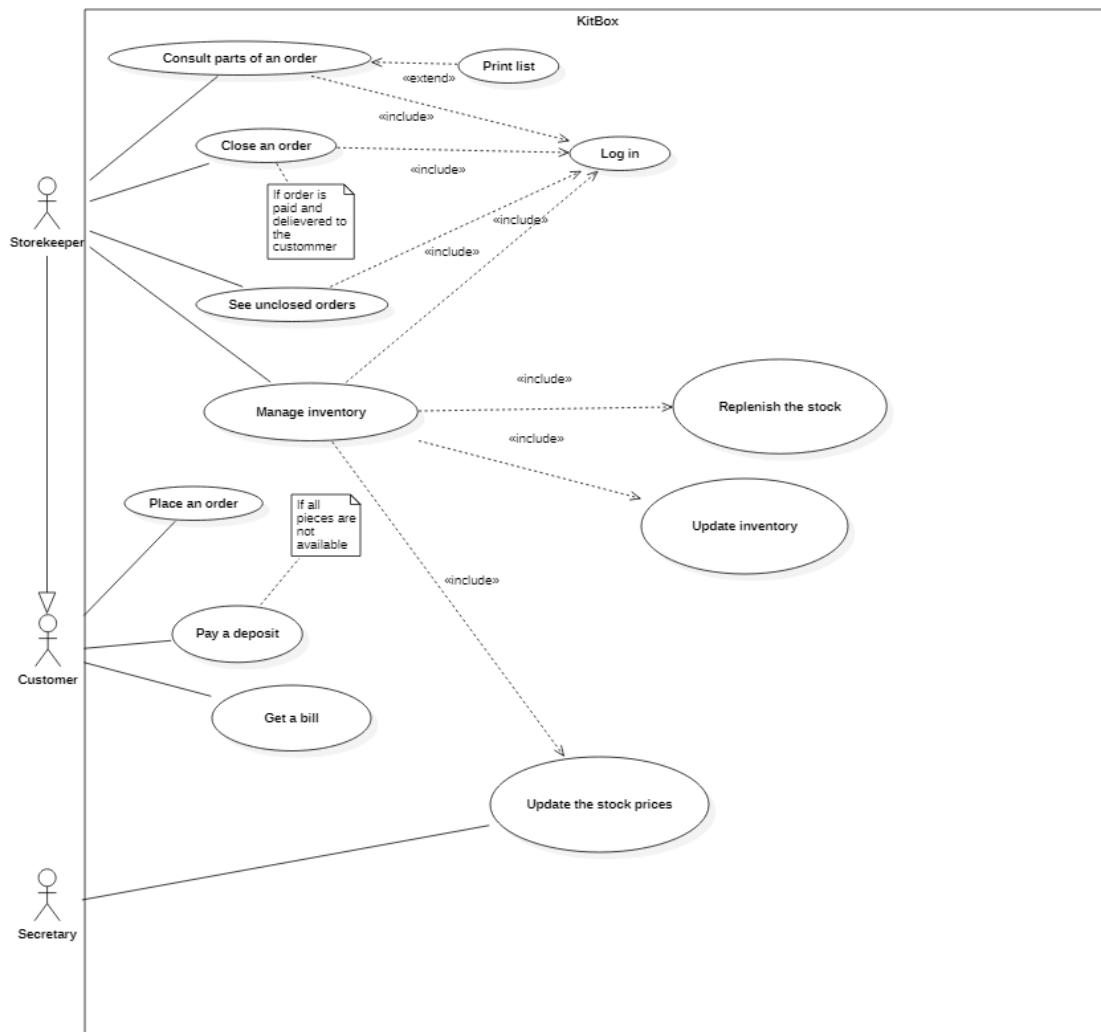 KitBox
Consult parts of an order
Print list
«extend»
«include»
Close an order
Log in
«include»
If order is
paid and
delievered to
the
custommer
Storekeeper
«include»
«include»
See unclosed orders
«include»
Manage inventory
Replenish the stock
«include»
Update inventory
Place an order
If all
pieces are
not
available
«include»
Pay a deposit
Customer
Get a bill
Update the stock prices
Secretary